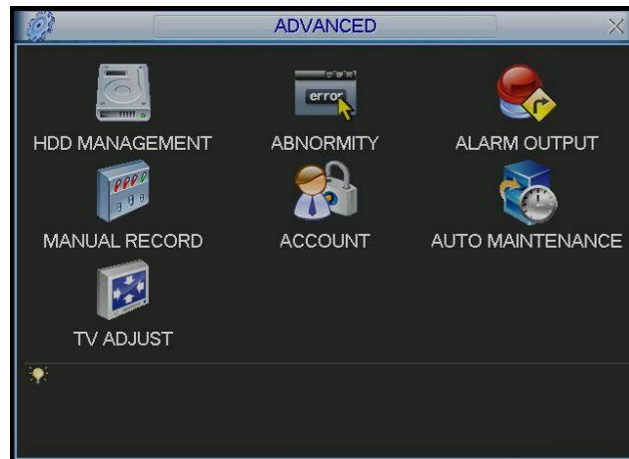 ADVANCED
HDD MANAGEMENT
error
ABNORMITY
ALARM OUTPUT
MANUAL RECORD
ACCOUNT
AUTO MAINTENANCE
TV ADJUST